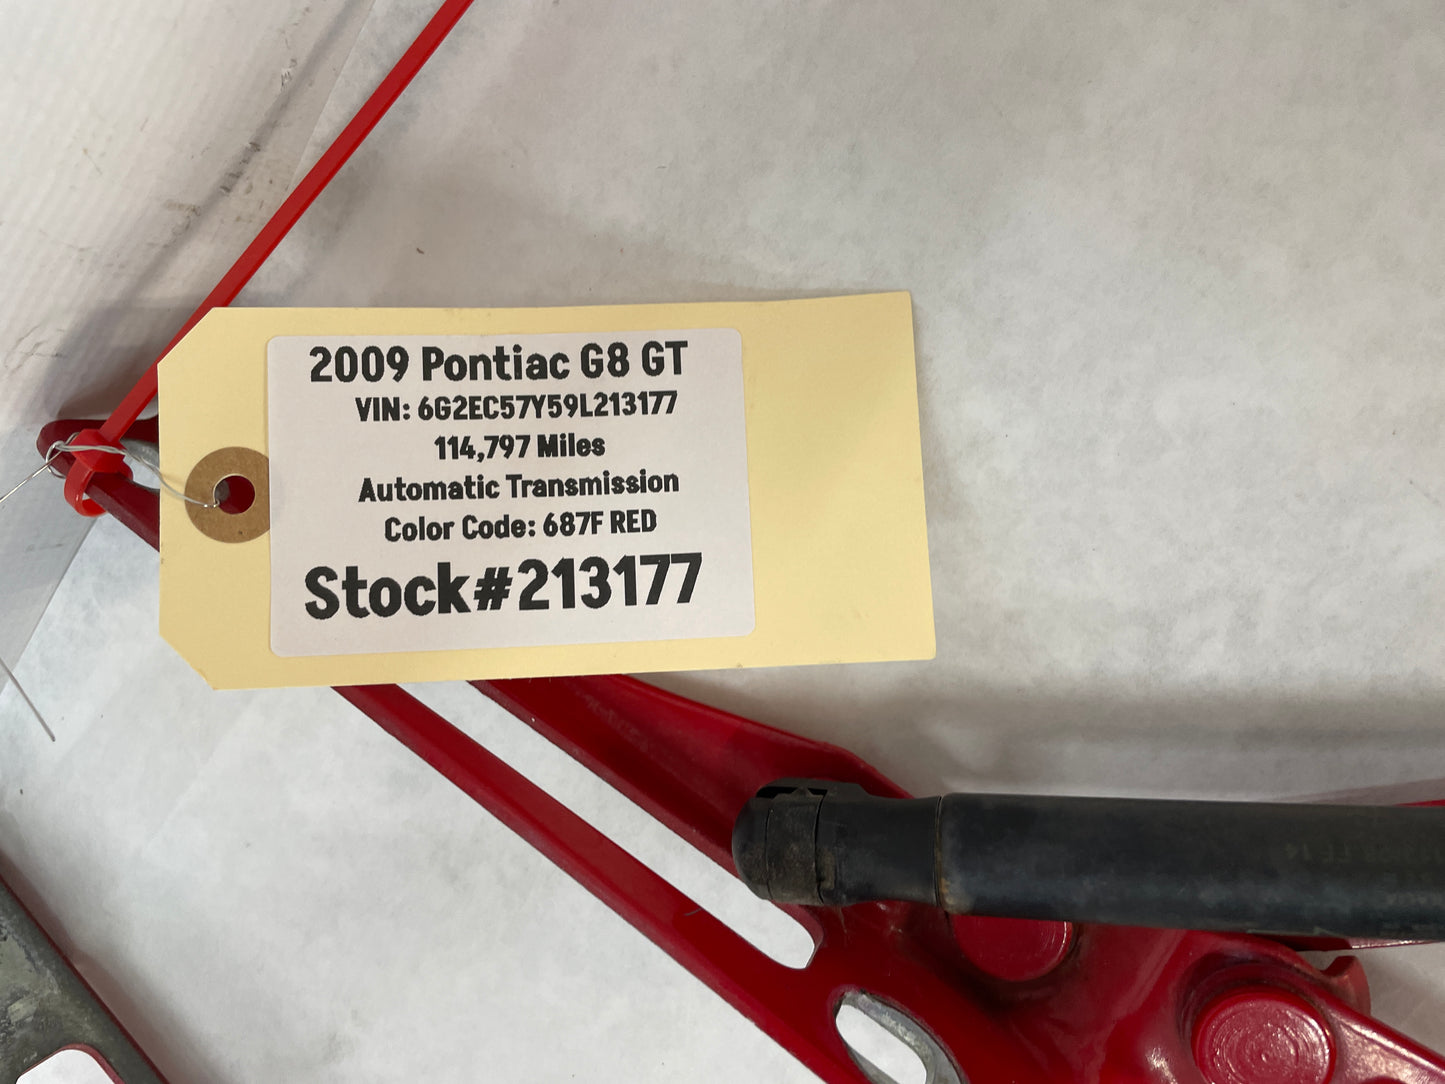 2009 Pontiac G8 GT
VIN: 6G2EC57Y59L213177
114,797 Miles
Automatic Transmission
Color Code: 687F RED
Stock#213177